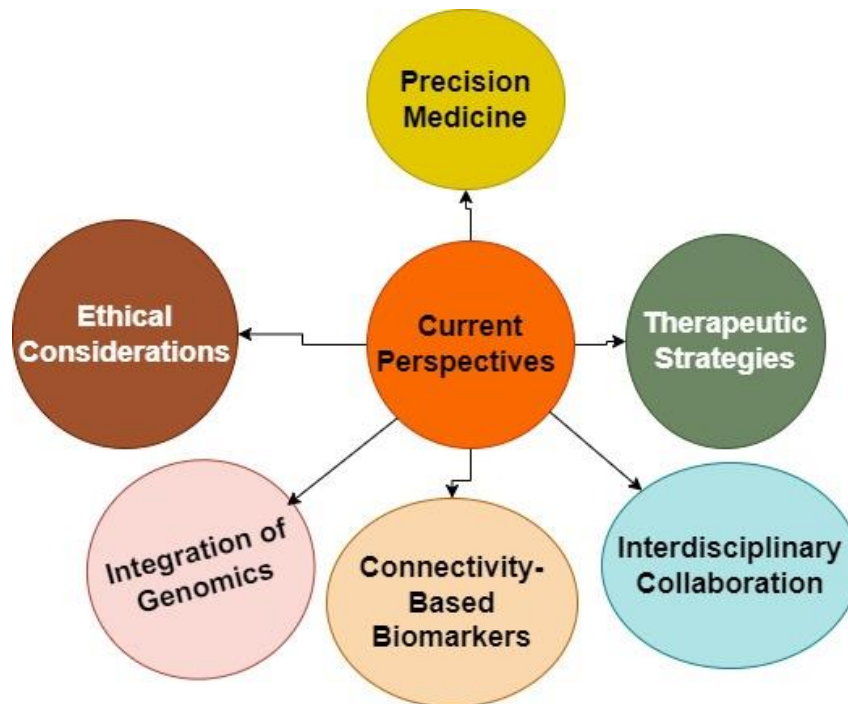 Precision
Medicine
Ethical
Considerations
Current
Perspectives
Therapeutic
Strategies
Integration of
Genomics
Connectivity-
Based
Biomarkers
Interdisciplinary
Collaboration